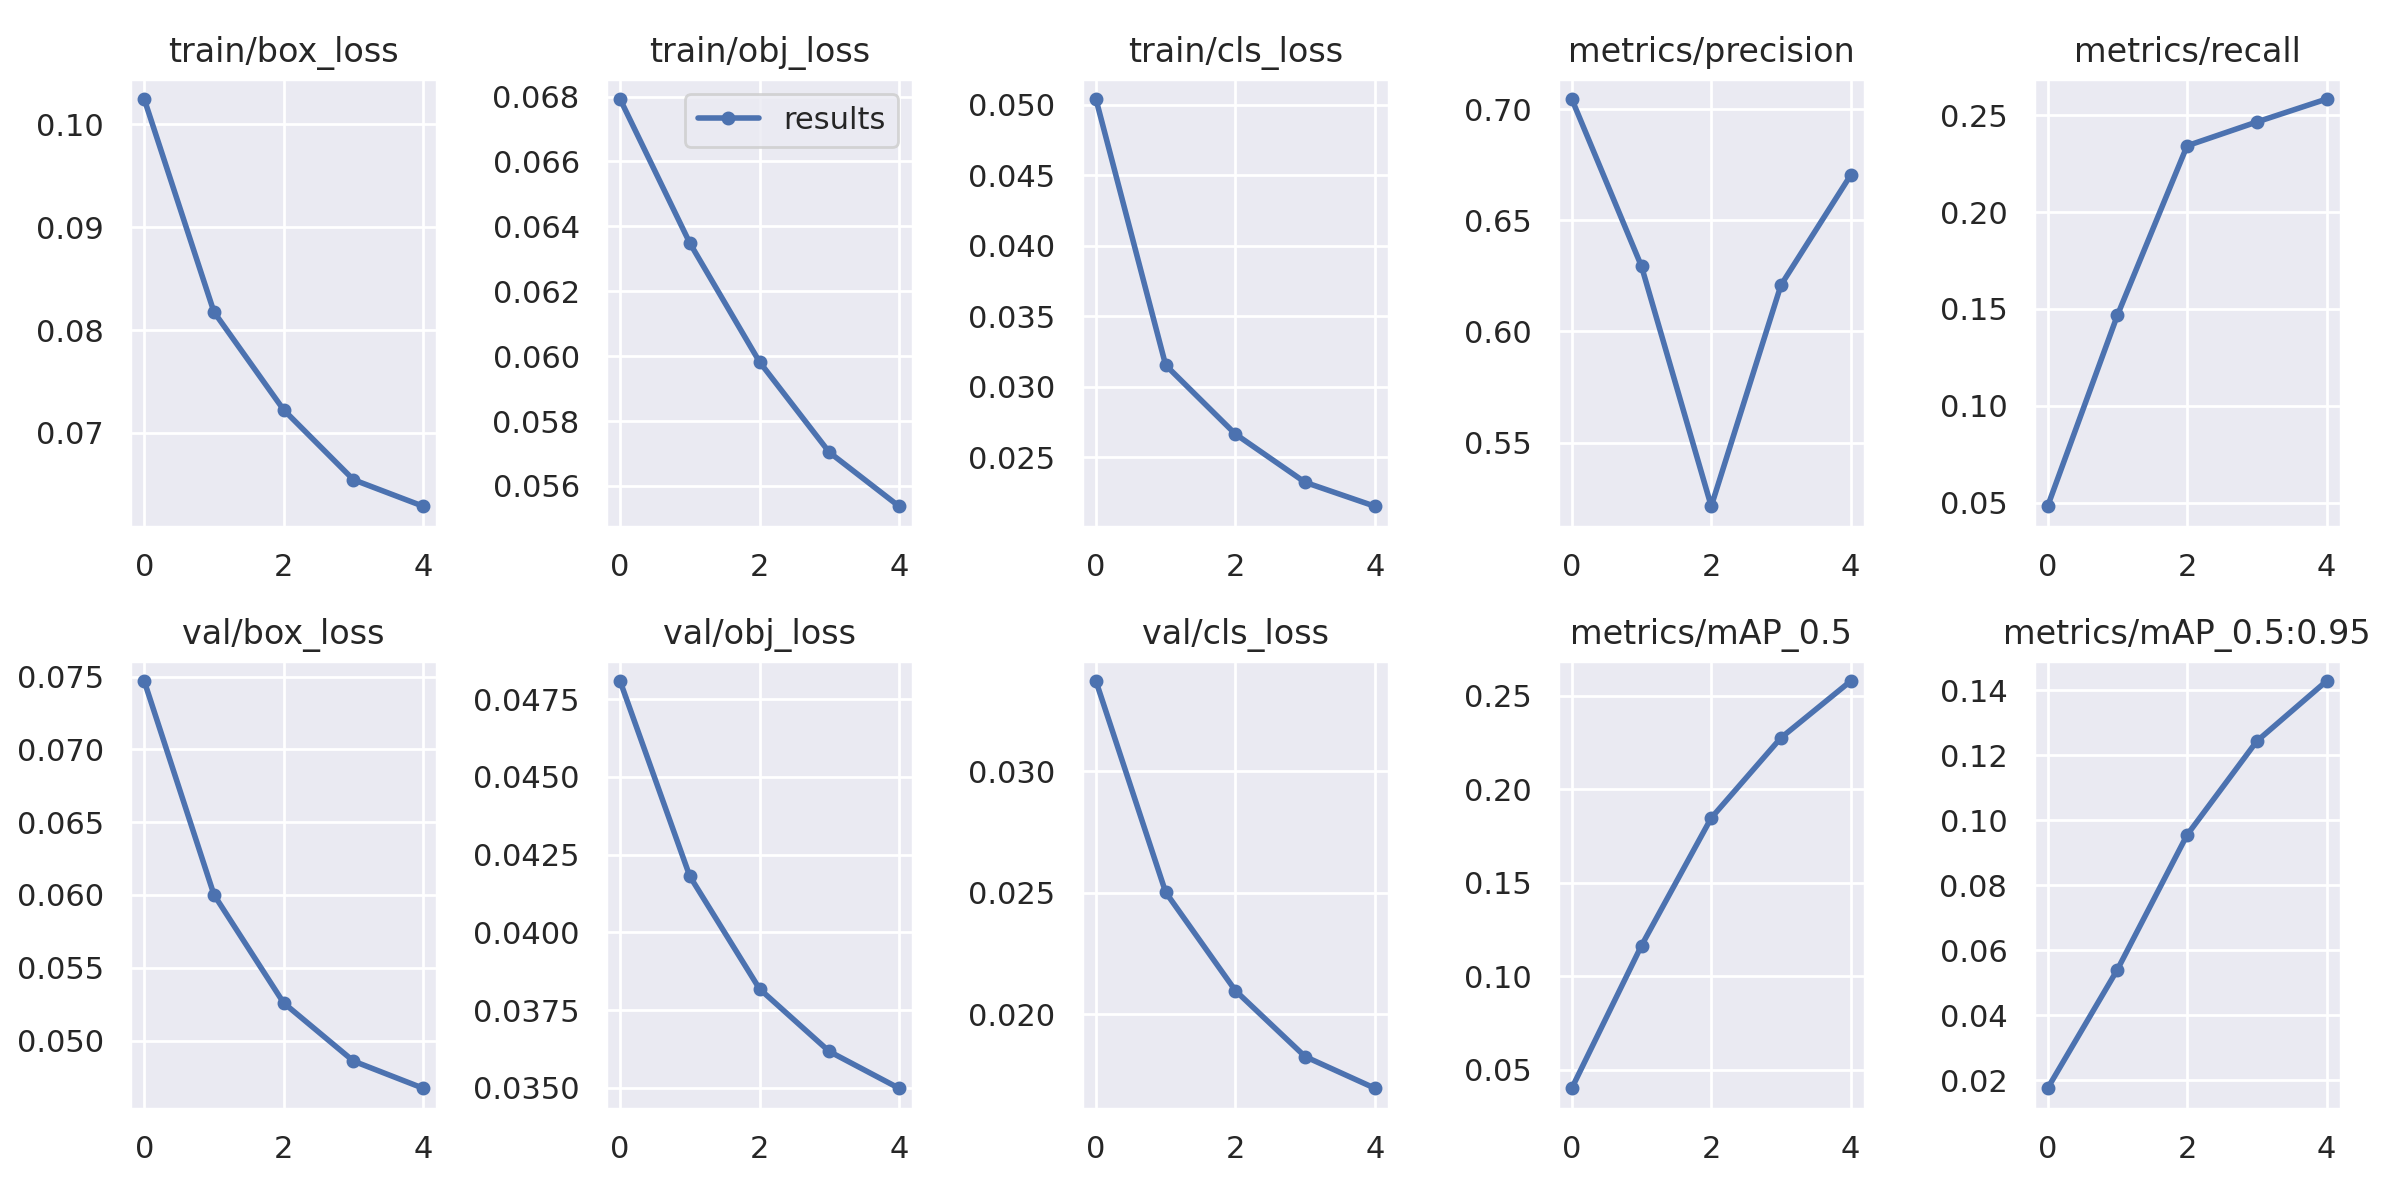 train/box_loss
0.10
0.09
0.08
0.07
0 2 4
train/obj_loss
results
0.068
0.066
0.064
0.062
0.060
0.058
0.056
0 2 4
train/cls_loss
0.050
0.045
0.040
0.035
0.030
0.025
0 2 4
metrics/precision
0.70
0.65
0.60
0.55
0 2 4
metrics/recall
0.25
0.20
0.15
0.10
0.05
0 2 4
val/box_loss
0.075
0.070
0.065
0.060
0.055
0.050
0 2 4
val/obj_loss
0.0475
0.0450
0.0425
0.0400
0.0375
0.0350
0 2 4
val/cls_loss
0.030
0.025
0.020
0 2 4
metrics/mAP_0.5
0.25
0.20
0.15
0.10
0.05
0 2 4
metrics/mAP_0.5:0.95
0.14
0.12
0.10
0.08
0.06
0.04
0.02
0 2 4